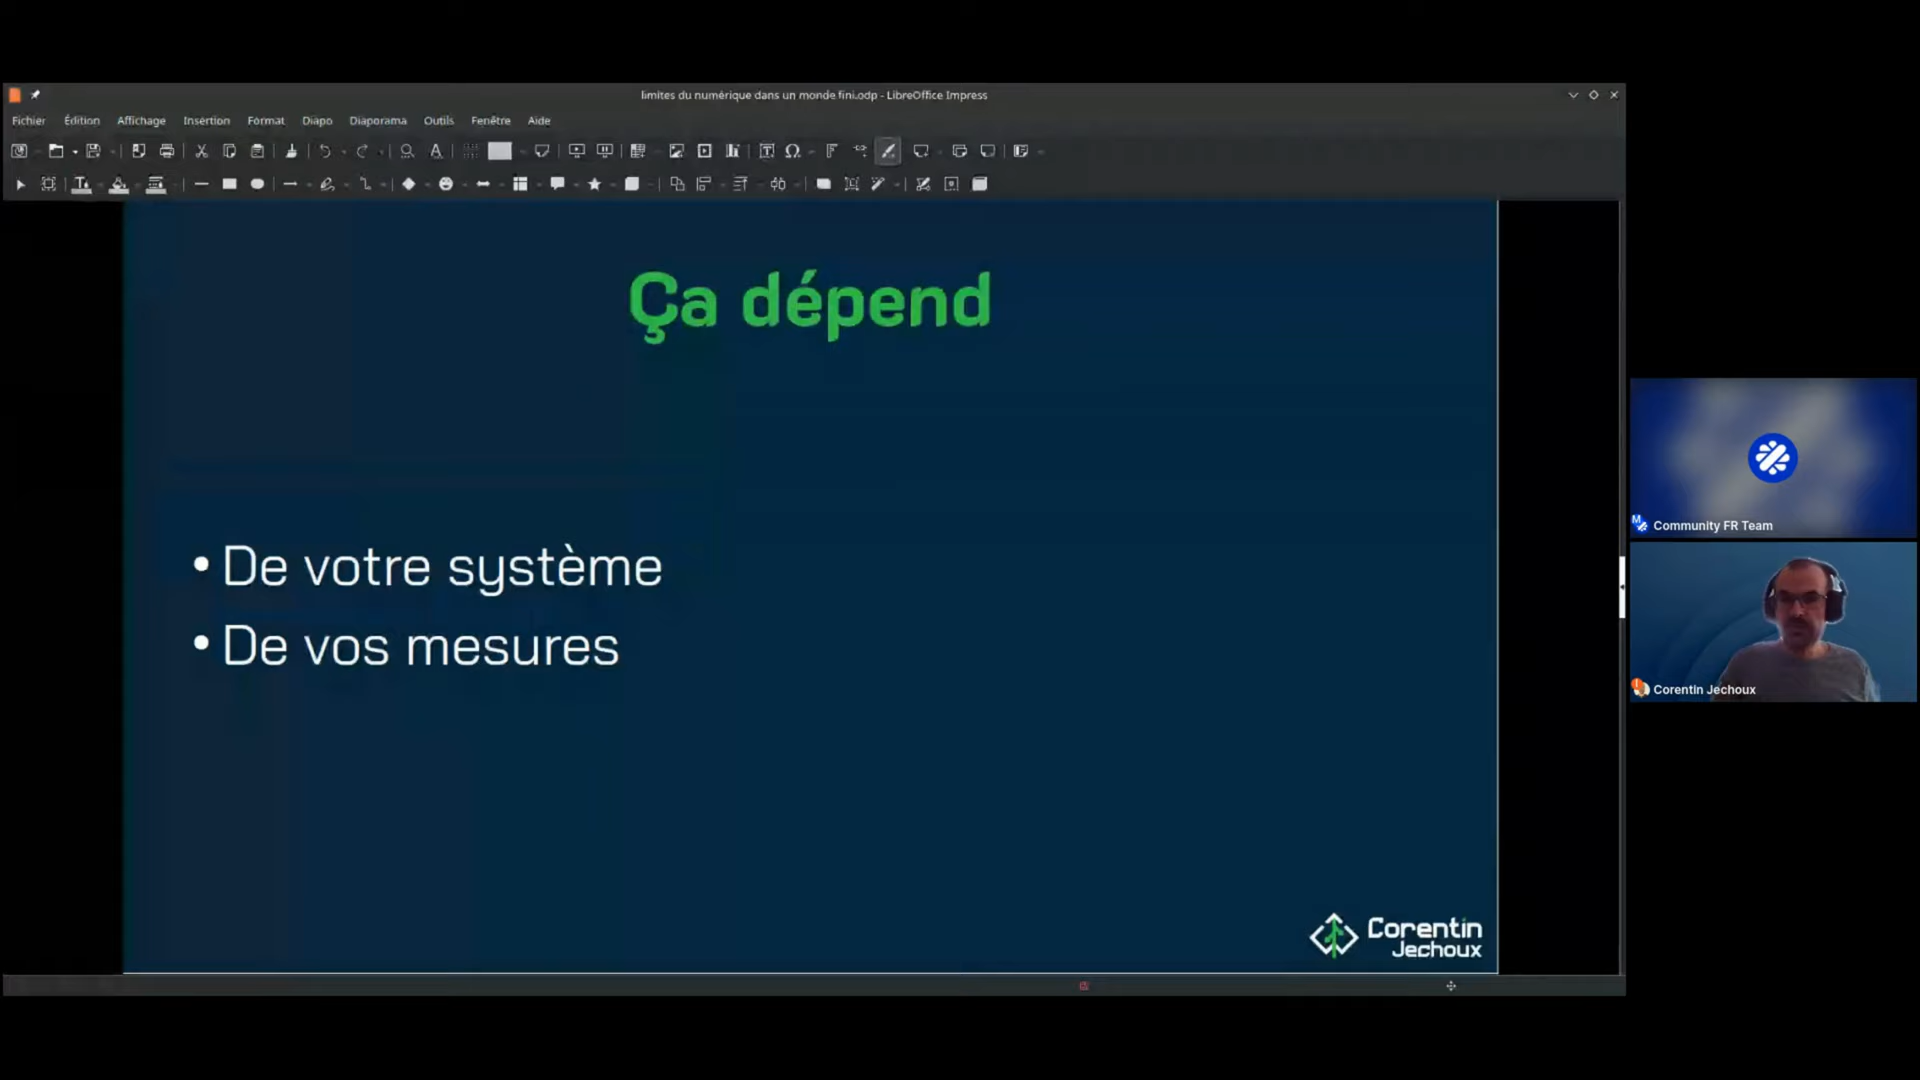 limites du numérique dans un monde fini.odp - LibreOffice Impress
Fichier Édition Affichage Insertion Format Diapo Diaporama Outils Fenêtre Aide
Ça dépend
• De votre système
• De vos mesures
Corentin
Jechoux
Community FR Team
Corentin Jechoux